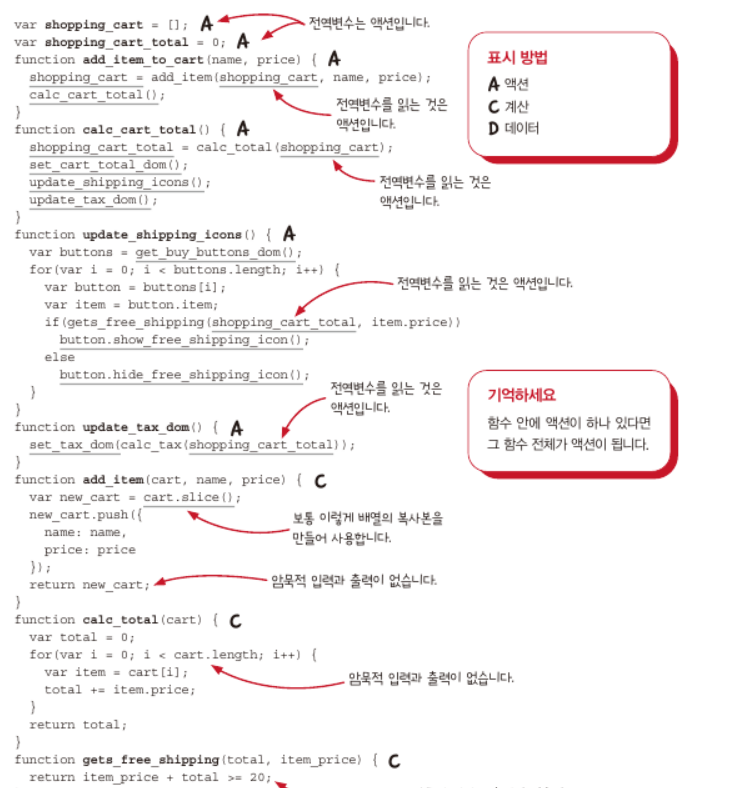 var shopping_cart = []; A
전역변수는 액션입니다.
var shopping_cart_total = 0; A
function add_item_to_cart(name, price) { A
shopping_cart = add_item(shopping_cart, name, price);
calc_cart_total();
}
전역변수를 읽는 것은
액션입니다.
function calc_cart_total() { A
shopping_cart_total = calc_total(shopping_cart);
set_cart_total_dom();
update_shipping_icons();
update_tax_dom();
}
전역변수를 읽는 것은
액션입니다.
function update_shipping_icons() { A
var buttons = get_buy_buttons_dom();
for(var i = 0; i < buttons.length; i++) {
var button = buttons[i];
var item = button.item;
if(gets_free_shipping(shopping_cart_total, item.price))
button.show_free_shipping_icon();
else
button.hide_free_shipping_icon();
}
}
전역변수를 읽는 것은 액션입니다.
function update_tax_dom() { A
set_tax_dom(calc_tax(shopping_cart_total));
}
전역변수를 읽는 것은
액션입니다.
function add_item(cart, name, price) { C
var new_cart = cart.slice();
new_cart.push({
name: name,
price: price
});
return new_cart;
}
보통 이렇게 배열의 복사본을
만들어 사용합니다.
암묵적 입력과 출력이 없습니다.
function calc_total(cart) { C
var total = 0;
for(var i = 0; i < cart.length; i++) {
var item = cart[i];
total += item.price;
}
return total;
}
암묵적 입력과 출력이 없습니다.
function gets_free_shipping(total, item_price) { C
return item_price + total >= 20;
표시 방법
A 액션
C 계산
D 데이터
기억하세요
함수 안에 액션이 하나 있다면
그 함수 전체가 액션이 됩니다.